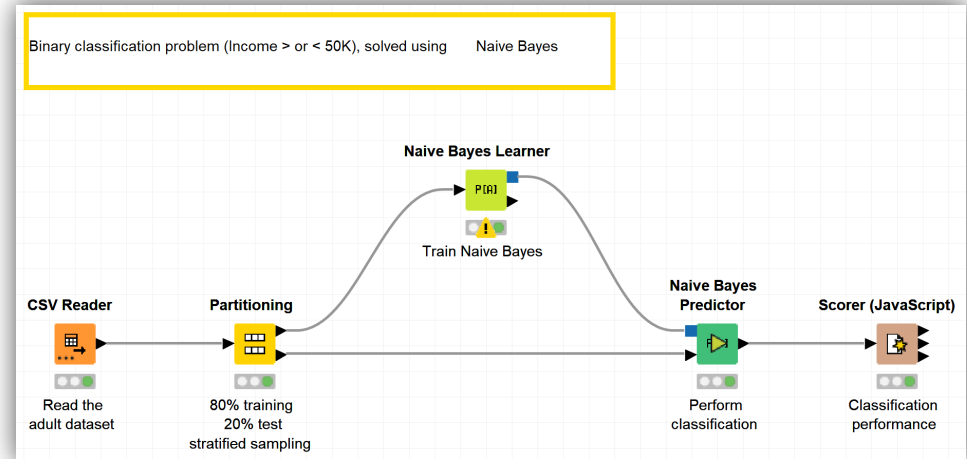 Binary classification problem (Income > or < 50K), solved using Naive Bayes
Naive Bayes Learner
P[A]
Train Naive Bayes
CSV Reader
Read the
adult dataset
Partitioning
80% training
20% test
stratified sampling
Naive Bayes
Predictor
Perform
classification
Scorer (JavaScript)
Classification
performance